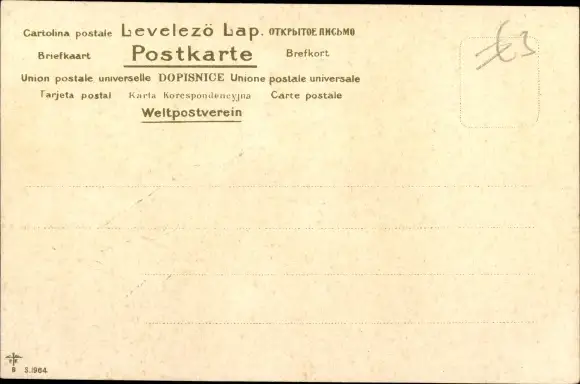 Cartolina postale Levelezö Lap. ОТКРЫТОЕ ПИСЬМО
Briefkaart Postkarte Brefkort
Union postale universelle DOPISNICE Unione postale universale
Tarjeta postal Karta Korespondencyjna Carte postale
Weltpostverein
S.1964